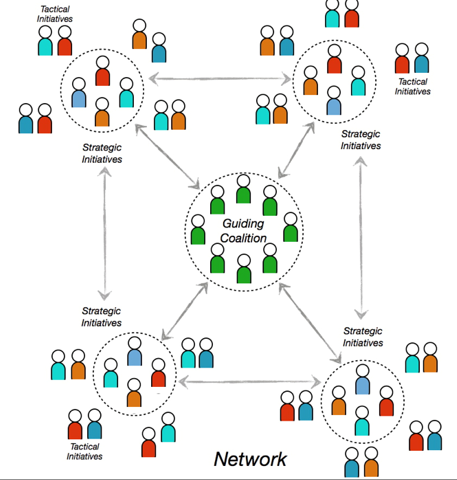 Tactical
Initiatives
Tactical
Initiatives
Strategic
Initiatives
Strategic
Initiatives
Guiding
Coalition
Strategic
Initiatives
Strategic
Initiatives
Tactical
Initiatives
Network